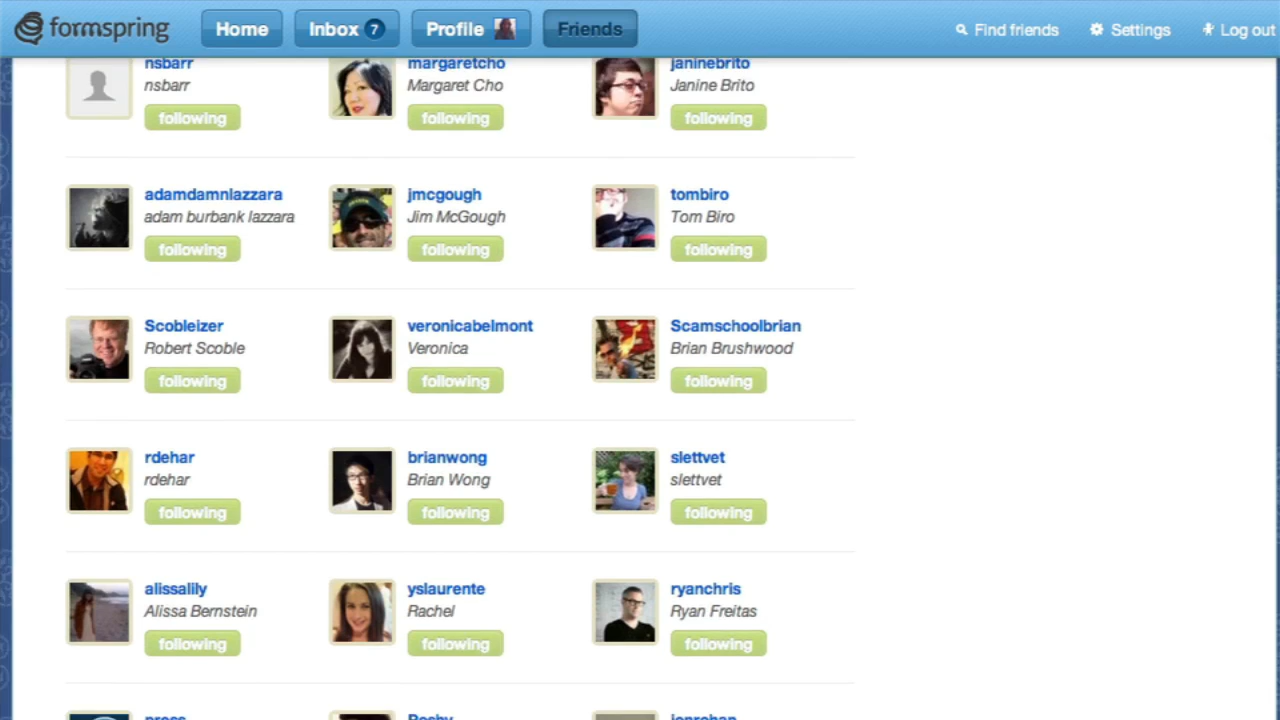 formspring Home Inbox 7 Profile Friends Find friends Settings Log out
nsbarr margaretcho janinebrito
nsbarr Margaret Cho Janine Brito
following following following
adamdamnlazzara jmcgough tombiro
adam burbank lazzara Jim McGough Tom Biro
following following following
Scobleizer veronicabelmont Scamschoolbrian
Robert Scoble Veronica Brian Brushwood
following following following
rdehar brianwong slettvet
rdehar Brian Wong slettvet
following following following
alissalily yslaurente ryanchris
Alissa Bernstein Rachel Ryan Freitas
following following following